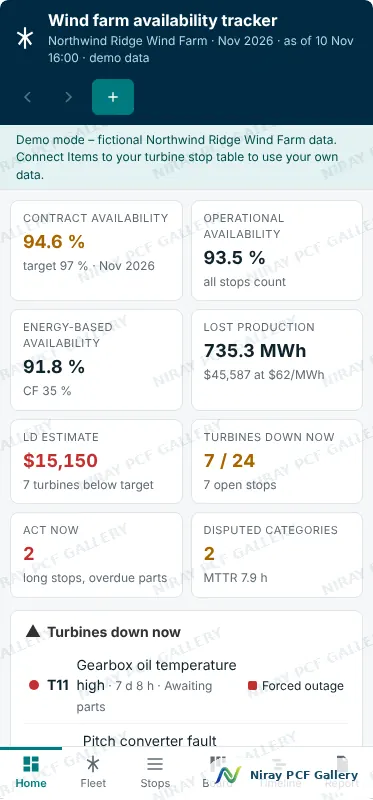 Wind farm availability tracker
Northwind Ridge Wind Farm · Nov 2026 · as of 10 Nov
16:00 · demo data
Demo mode – fictional Northwind Ridge Wind Farm data.
Connect Items to your turbine stop table to use your own
data.
CONTRACT AVAILABILITY
94.6 %
target 97 % · Nov 2026
OPERATIONAL
AVAILABILITY
93.5 %
all stops count
ENERGY-BASED
AVAILABILITY
91.8 %
CF 35 %
LOST PRODUCTION
735.3 MWh
$45,587 at $62/MWh
LD ESTIMATE
$15,150
7 turbines below target
TURBINES DOWN NOW
7 / 24
7 open stops
ACT NOW
2
long stops, overdue parts
DISPUTED CATEGORIES
2
MTTR 7.9 h
Turbines down now
T11
Gearbox oil temperature
high · 7 d 8 h · Awaiting
parts
Forced outage
Pitch converter fault
Home
Fleet
Stops
Timeline
Report
Niray PCF Gallery
NIRAY PCF GALLERY